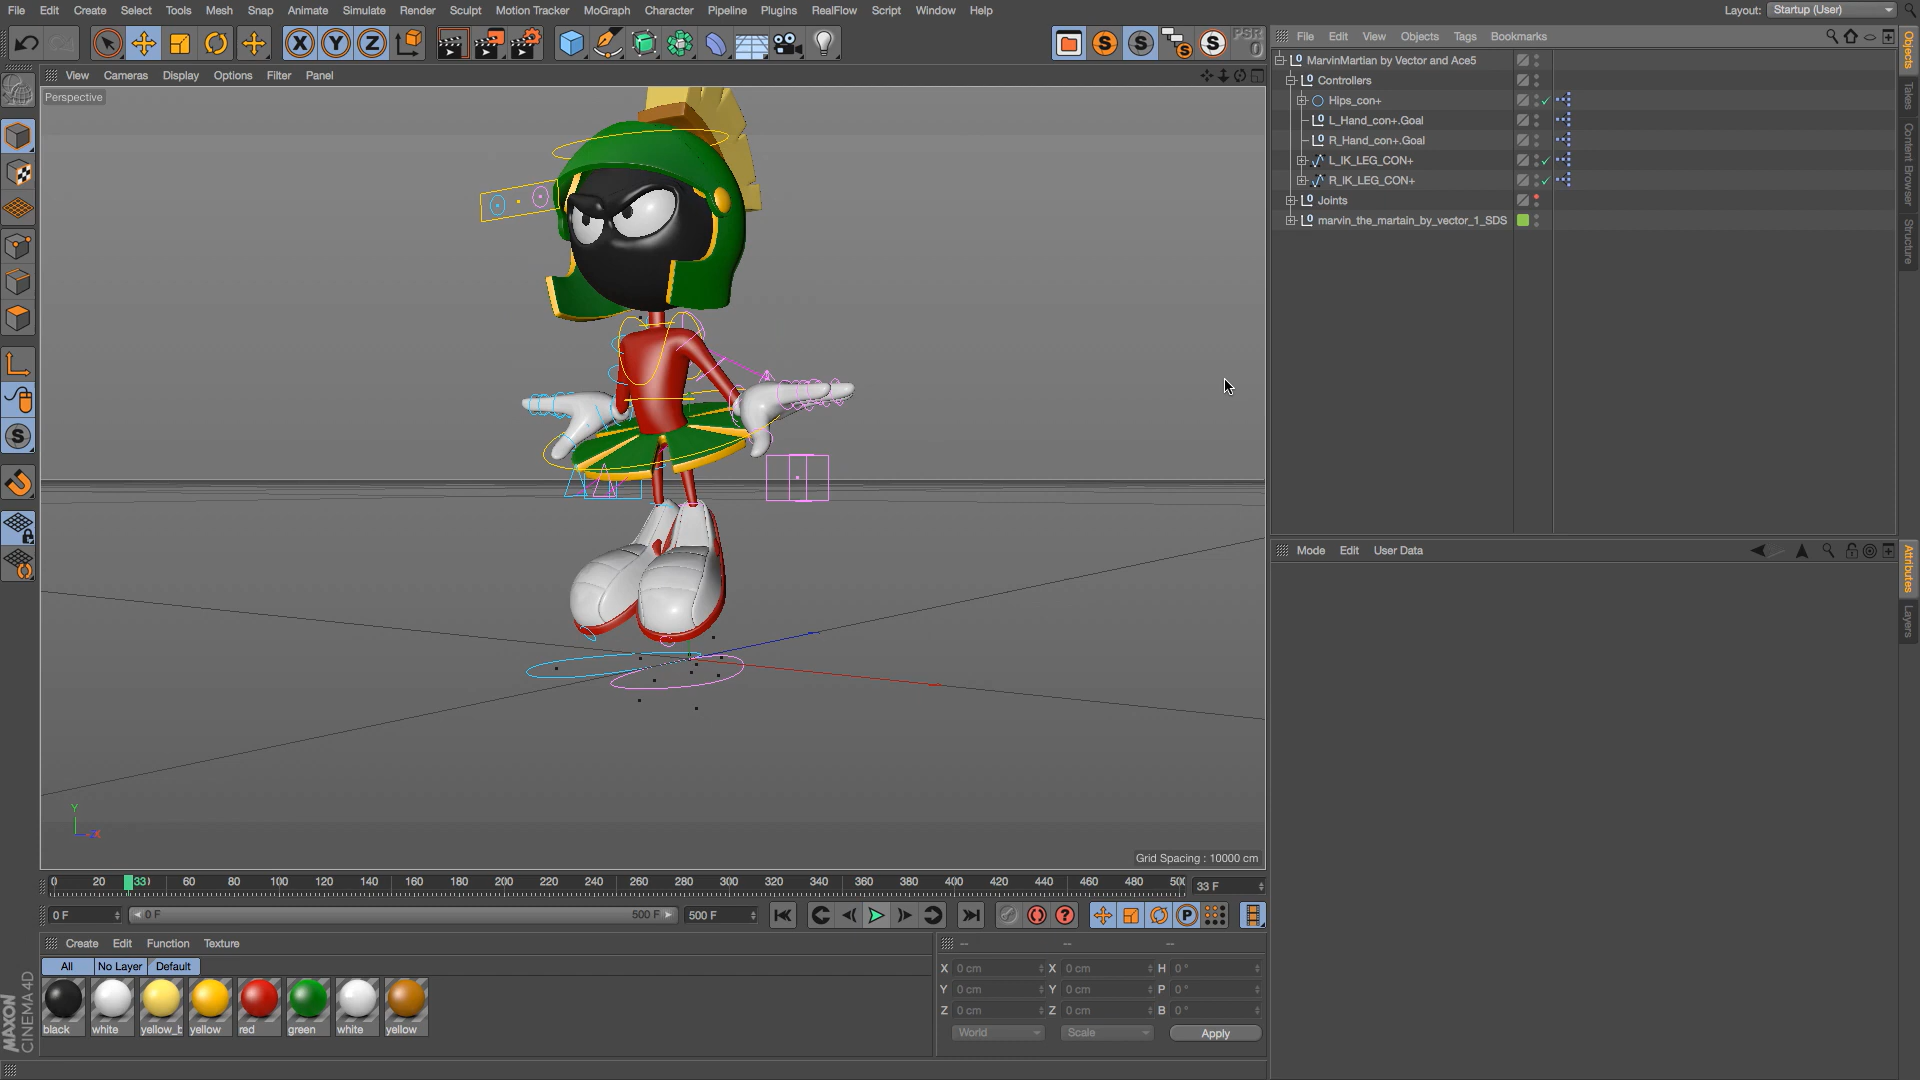 File Edit Create Select Tools Mesh Snap Animate Simulate Render Sculpt Motion Tracker MoGraph Character Pipeline Plugins RealFlow Script Window Help
Layout: Startup (User)
PSR
0
View Cameras Display Options Filter Panel
Perspective
File Edit View Objects Tags Bookmarks
MarvinMartian by Vector and Ace5
Controllers
Hips_con+
L_Hand_con+.Goal
R_Hand_con+.Goal
L_IK_LEG_CON+
R_IK_LEG_CON+
Joints
marvin_the_martain_by_vector_1_SDS
Objects
Takes
Content Browser
Structure
Mode Edit User Data
Attributes
Layers
Y
Grid Spacing : 10000 cm
0 20 33 60 80 100 120 140 160 180 200 220 240 260 280 300 320 340 360 380 400 420 440 460 480 500
33 F
0 F 0 F 500 F 500 F
Create Edit Function Texture
All No Layer Default
black white yellow_b yellow red green white yellow
-- -- --
X 0 cm X 0 cm H 0 °
Y 0 cm Y 0 cm P 0 °
Z 0 cm Z 0 cm B 0 °
World Scale Apply
MAXON
CINEMA 4D